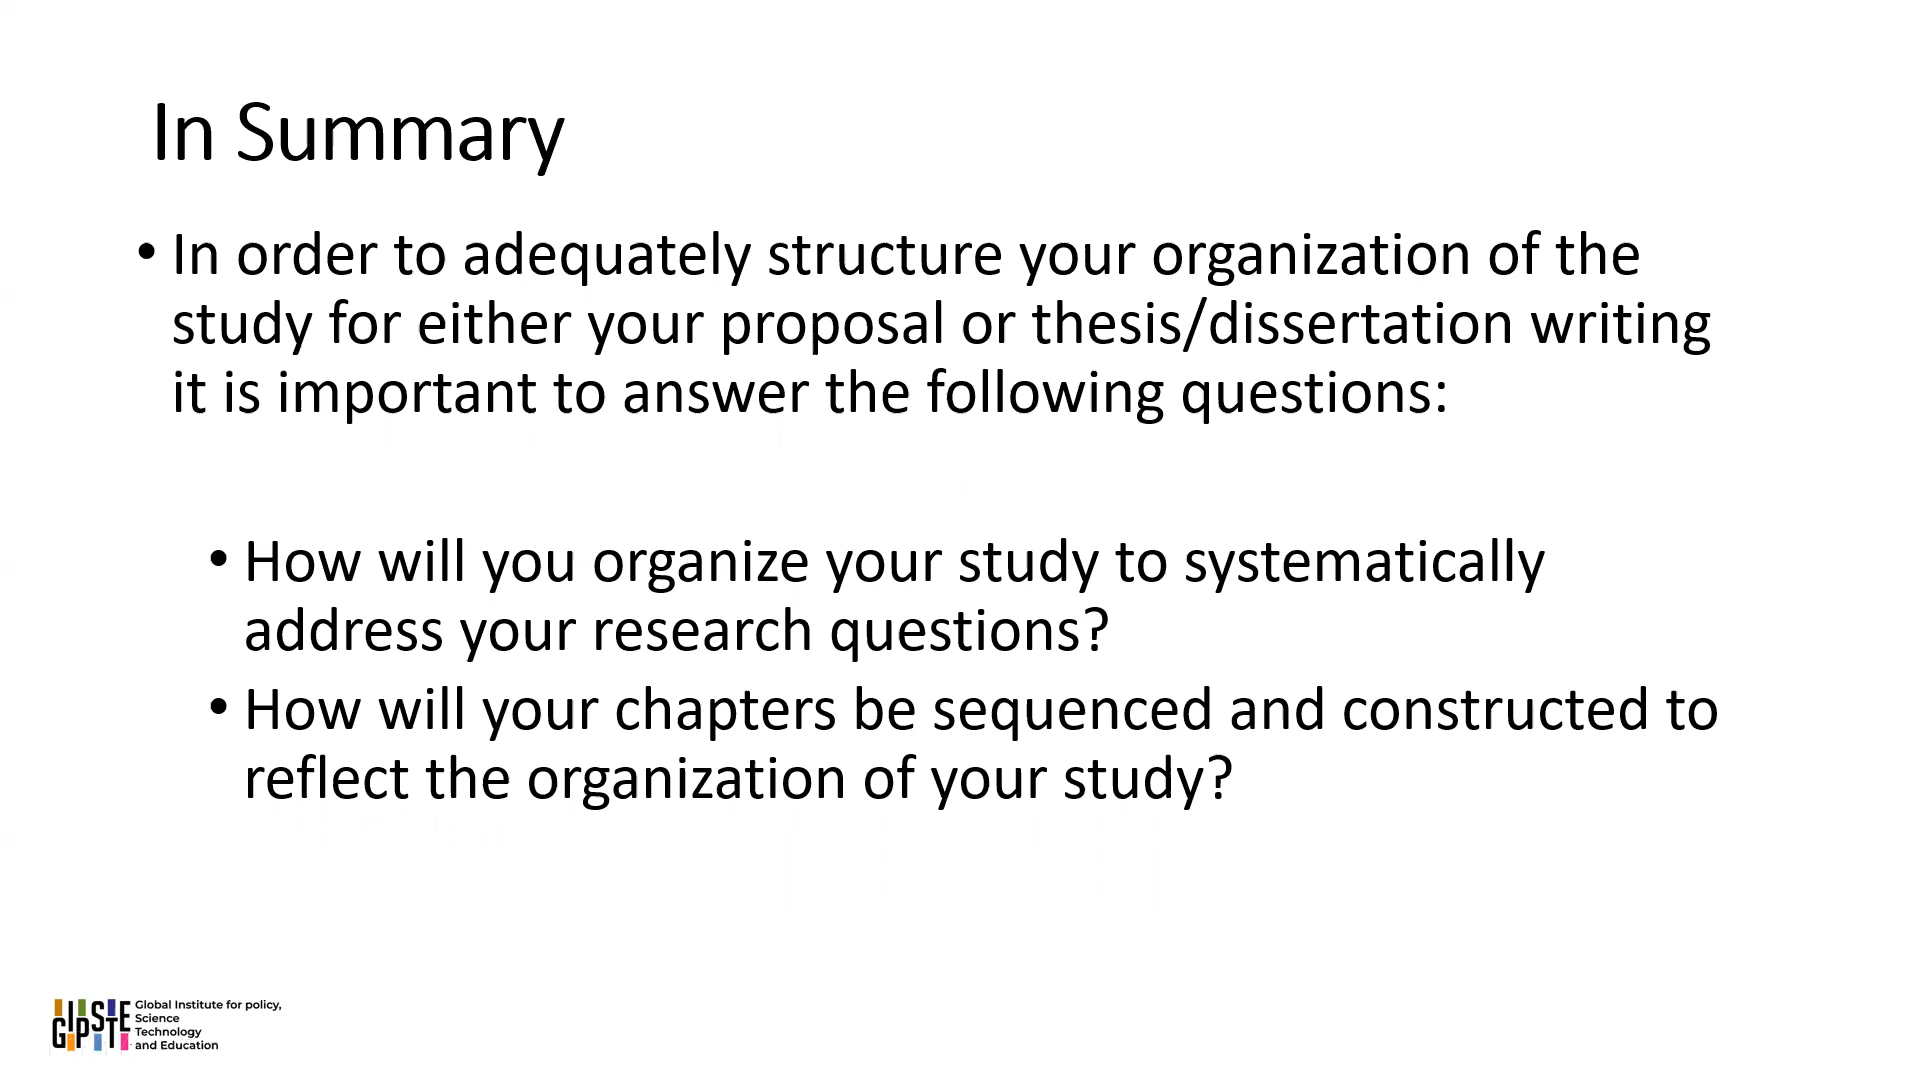 In Summary
• In order to adequately structure your organization of the
study for either your proposal or thesis/dissertation writing
it is important to answer the following questions:
• How will you organize your study to systematically
address your research questions?
• How will your chapters be sequenced and constructed to
reflect the organization of your study?
GIPSTE
Global Institute for policy,
Science
Technology
and Education